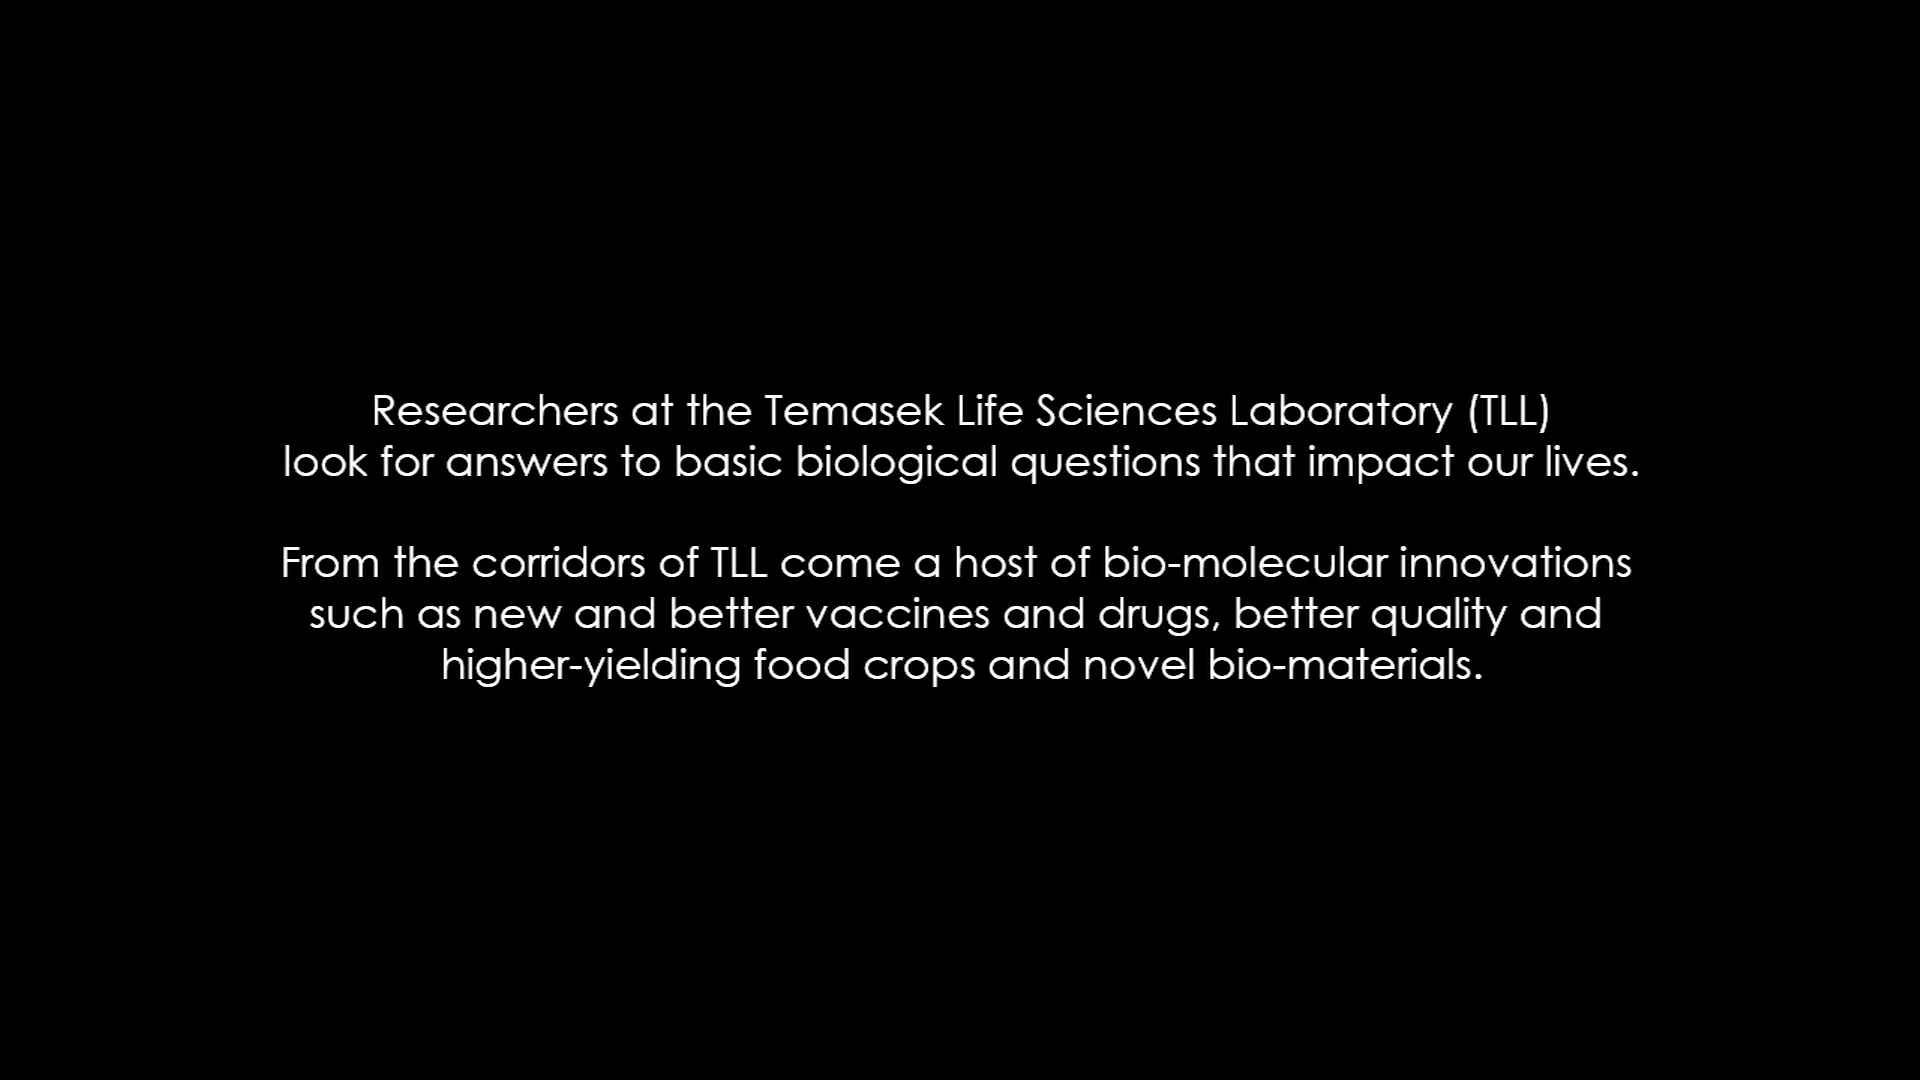 Researchers at the Temasek Life Sciences Laboratory (TLL)
look for answers to basic biological questions that impact our lives.
From the corridors of TLL come a host of bio-molecular innovations
such as new and better vaccines and drugs, better quality and
higher-yielding food crops and novel bio-materials.